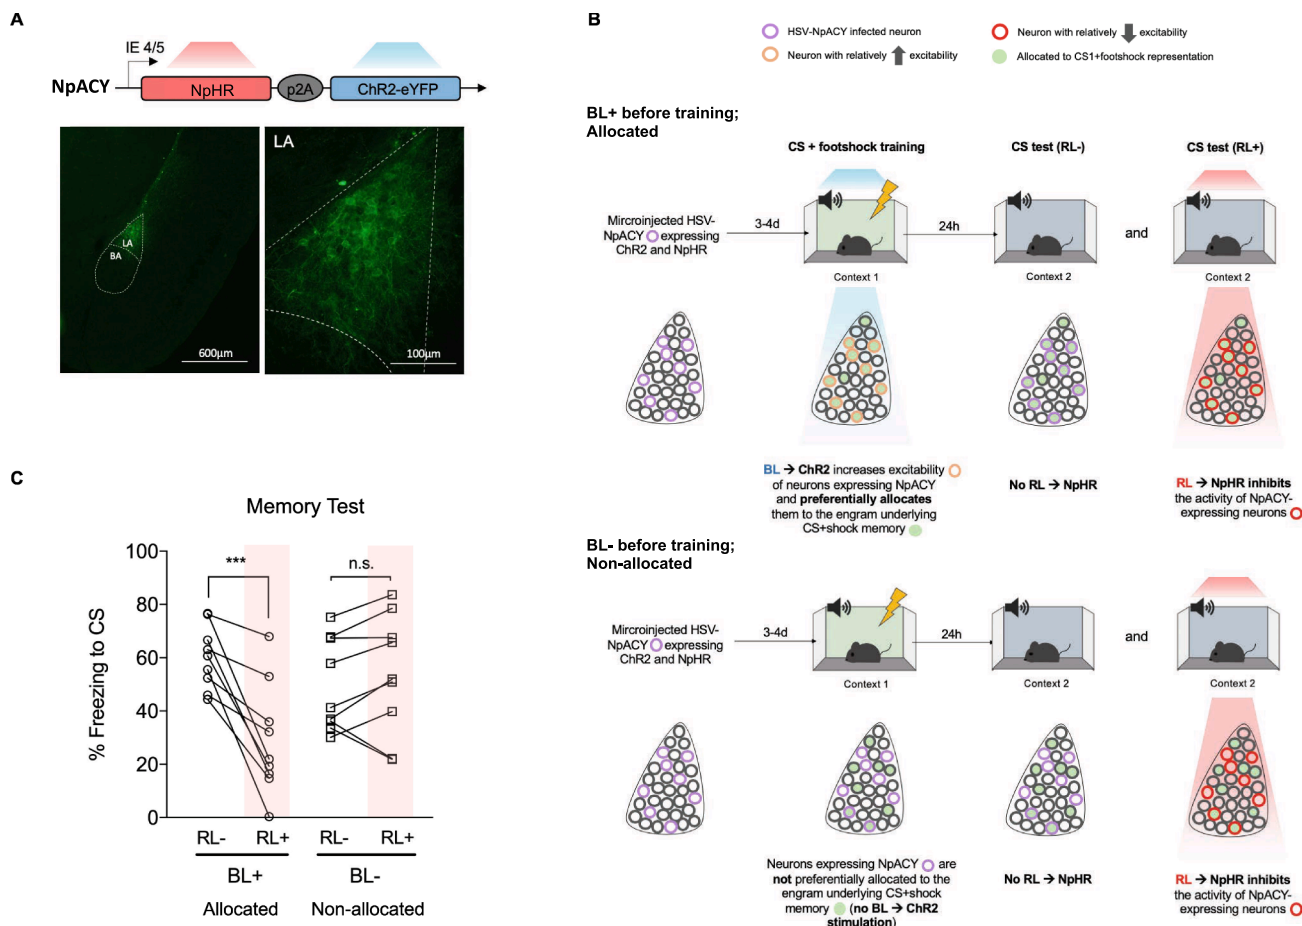 A
IE 4/5
NpACY
NpHR
p2A
ChR2-eYFP
LA
BA
600µm
LA
100µm
B
HSV-NpACY infected neuron
Neuron with relatively excitability
Neuron with relatively excitability
Allocated to CS1+footshock representation
BL+ before training;
Allocated
CS + footshock training
CS test (RL-)
CS test (RL+)
Mircroinjected HSV-
NpACY expressing
ChR2 and NpHR
3-4d
24h
and
Context 1
Context 2
Context 2
BL → ChR2 increases excitability
of neurons expressing NpACY
and preferentially allocates
them to the engram underlying
CS+shock memory
No RL → NpHR
RL → NpHR inhibits
the activity of NpACY-
expressing neurons
BL- before training;
Non-allocated
Mircroinjected HSV-
NpACY expressing
ChR2 and NpHR
3-4d
24h
and
Context 1
Context 2
Context 2
Neurons expressing NpACY are
not preferentially allocated to the
engram underlying CS+shock
memory (no BL → ChR2
stimulation)
No RL → NpHR
RL → NpHR inhibits
the activity of NpACY-
expressing neurons
C
Memory Test
% Freezing to CS
100
80
60
40
20
0
***
n.s.
RL-
RL+
RL-
RL+
BL+
BL-
Allocated
Non-allocated